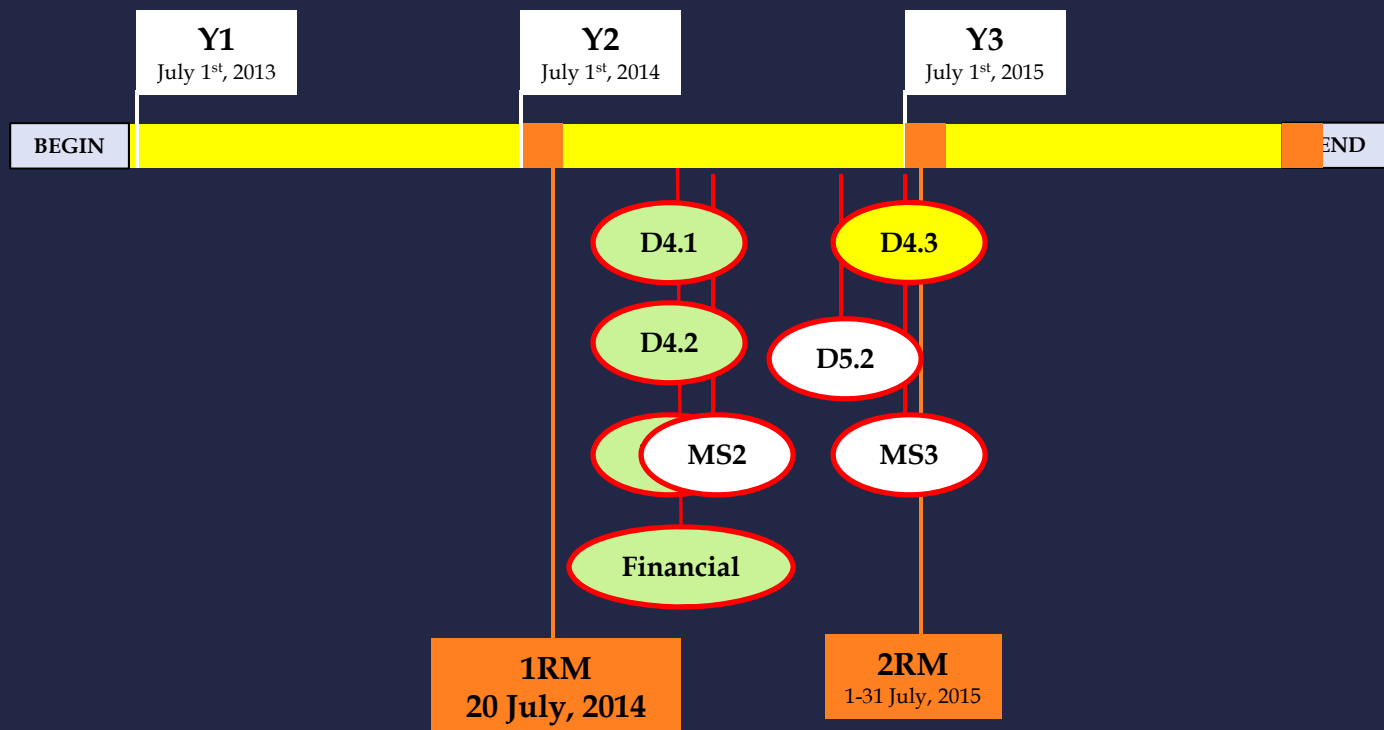 Y1
July 1st, 2013
Y2
July 1st, 2014
Y3
July 1st, 2015
BEGIN
END
D4.1
D4.3
D4.2
D5.2
MS2
MS3
Financial
1RM
20 July, 2014
2RM
1-31 July, 2015